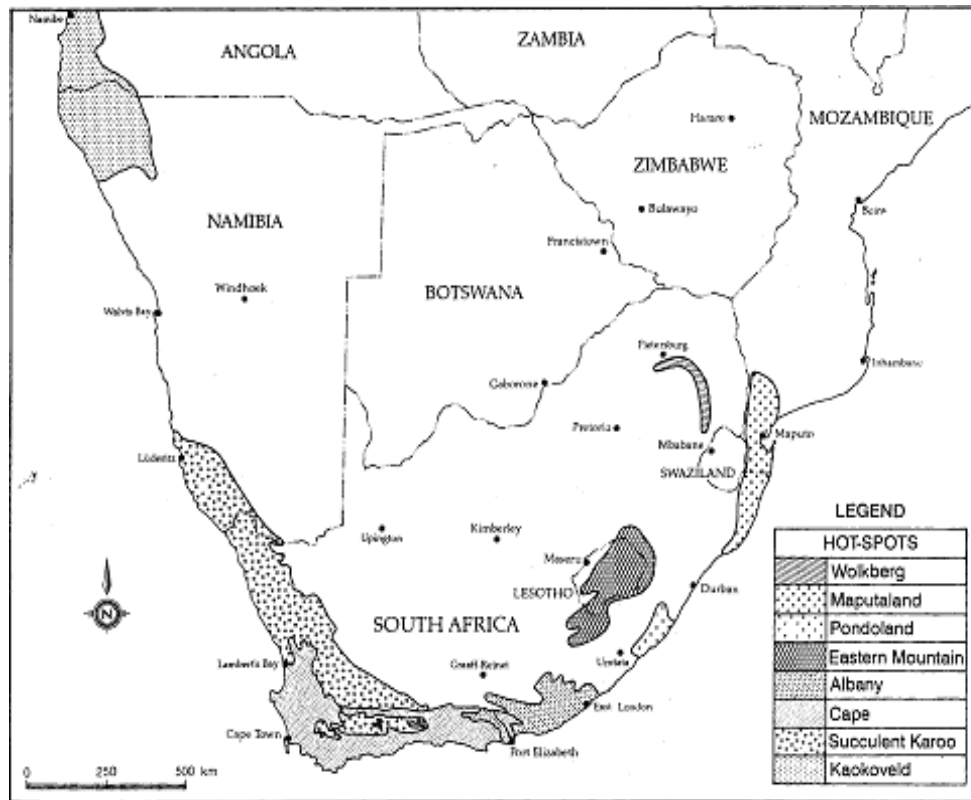 Namibe
ANGOLA
ZAMBIA
Harare
MOZAMBIQUE
ZIMBABWE
Bulawayo
Beira
NAMIBIA
Francistown
Windhoek
BOTSWANA
Walvis Bay
Pietersburg
Inhambane
Gaborone
Pretoria
Maputo
Mbabane
SWAZILAND
Lüderitz
LEGEND
HOT-SPOTS
Wolkberg
Maputaland
Pondoland
Eastern Mountain
Albany
Cape
Succulent Karoo
Kaokoveld
Upington
Kimberley
Maseru
LESOTHO
Durban
N
SOUTH AFRICA
Umtata
Lambert's Bay
Graaff-Reinet
East London
Cape Town
Port Elizabeth
0 250 500 km